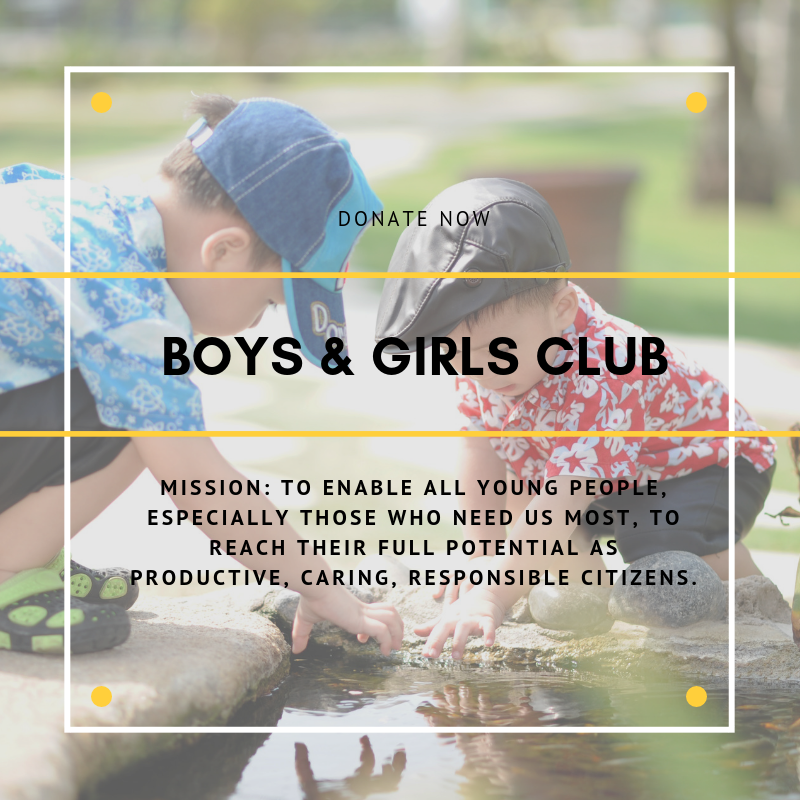 DONATE NOW
BOYS & GIRLS CLUB
MISSION: TO ENABLE ALL YOUNG PEOPLE,
ESPECIALLY THOSE WHO NEED US MOST, TO
REACH THEIR FULL POTENTIAL AS
PRODUCTIVE, CARING, RESPONSIBLE CITIZENS.